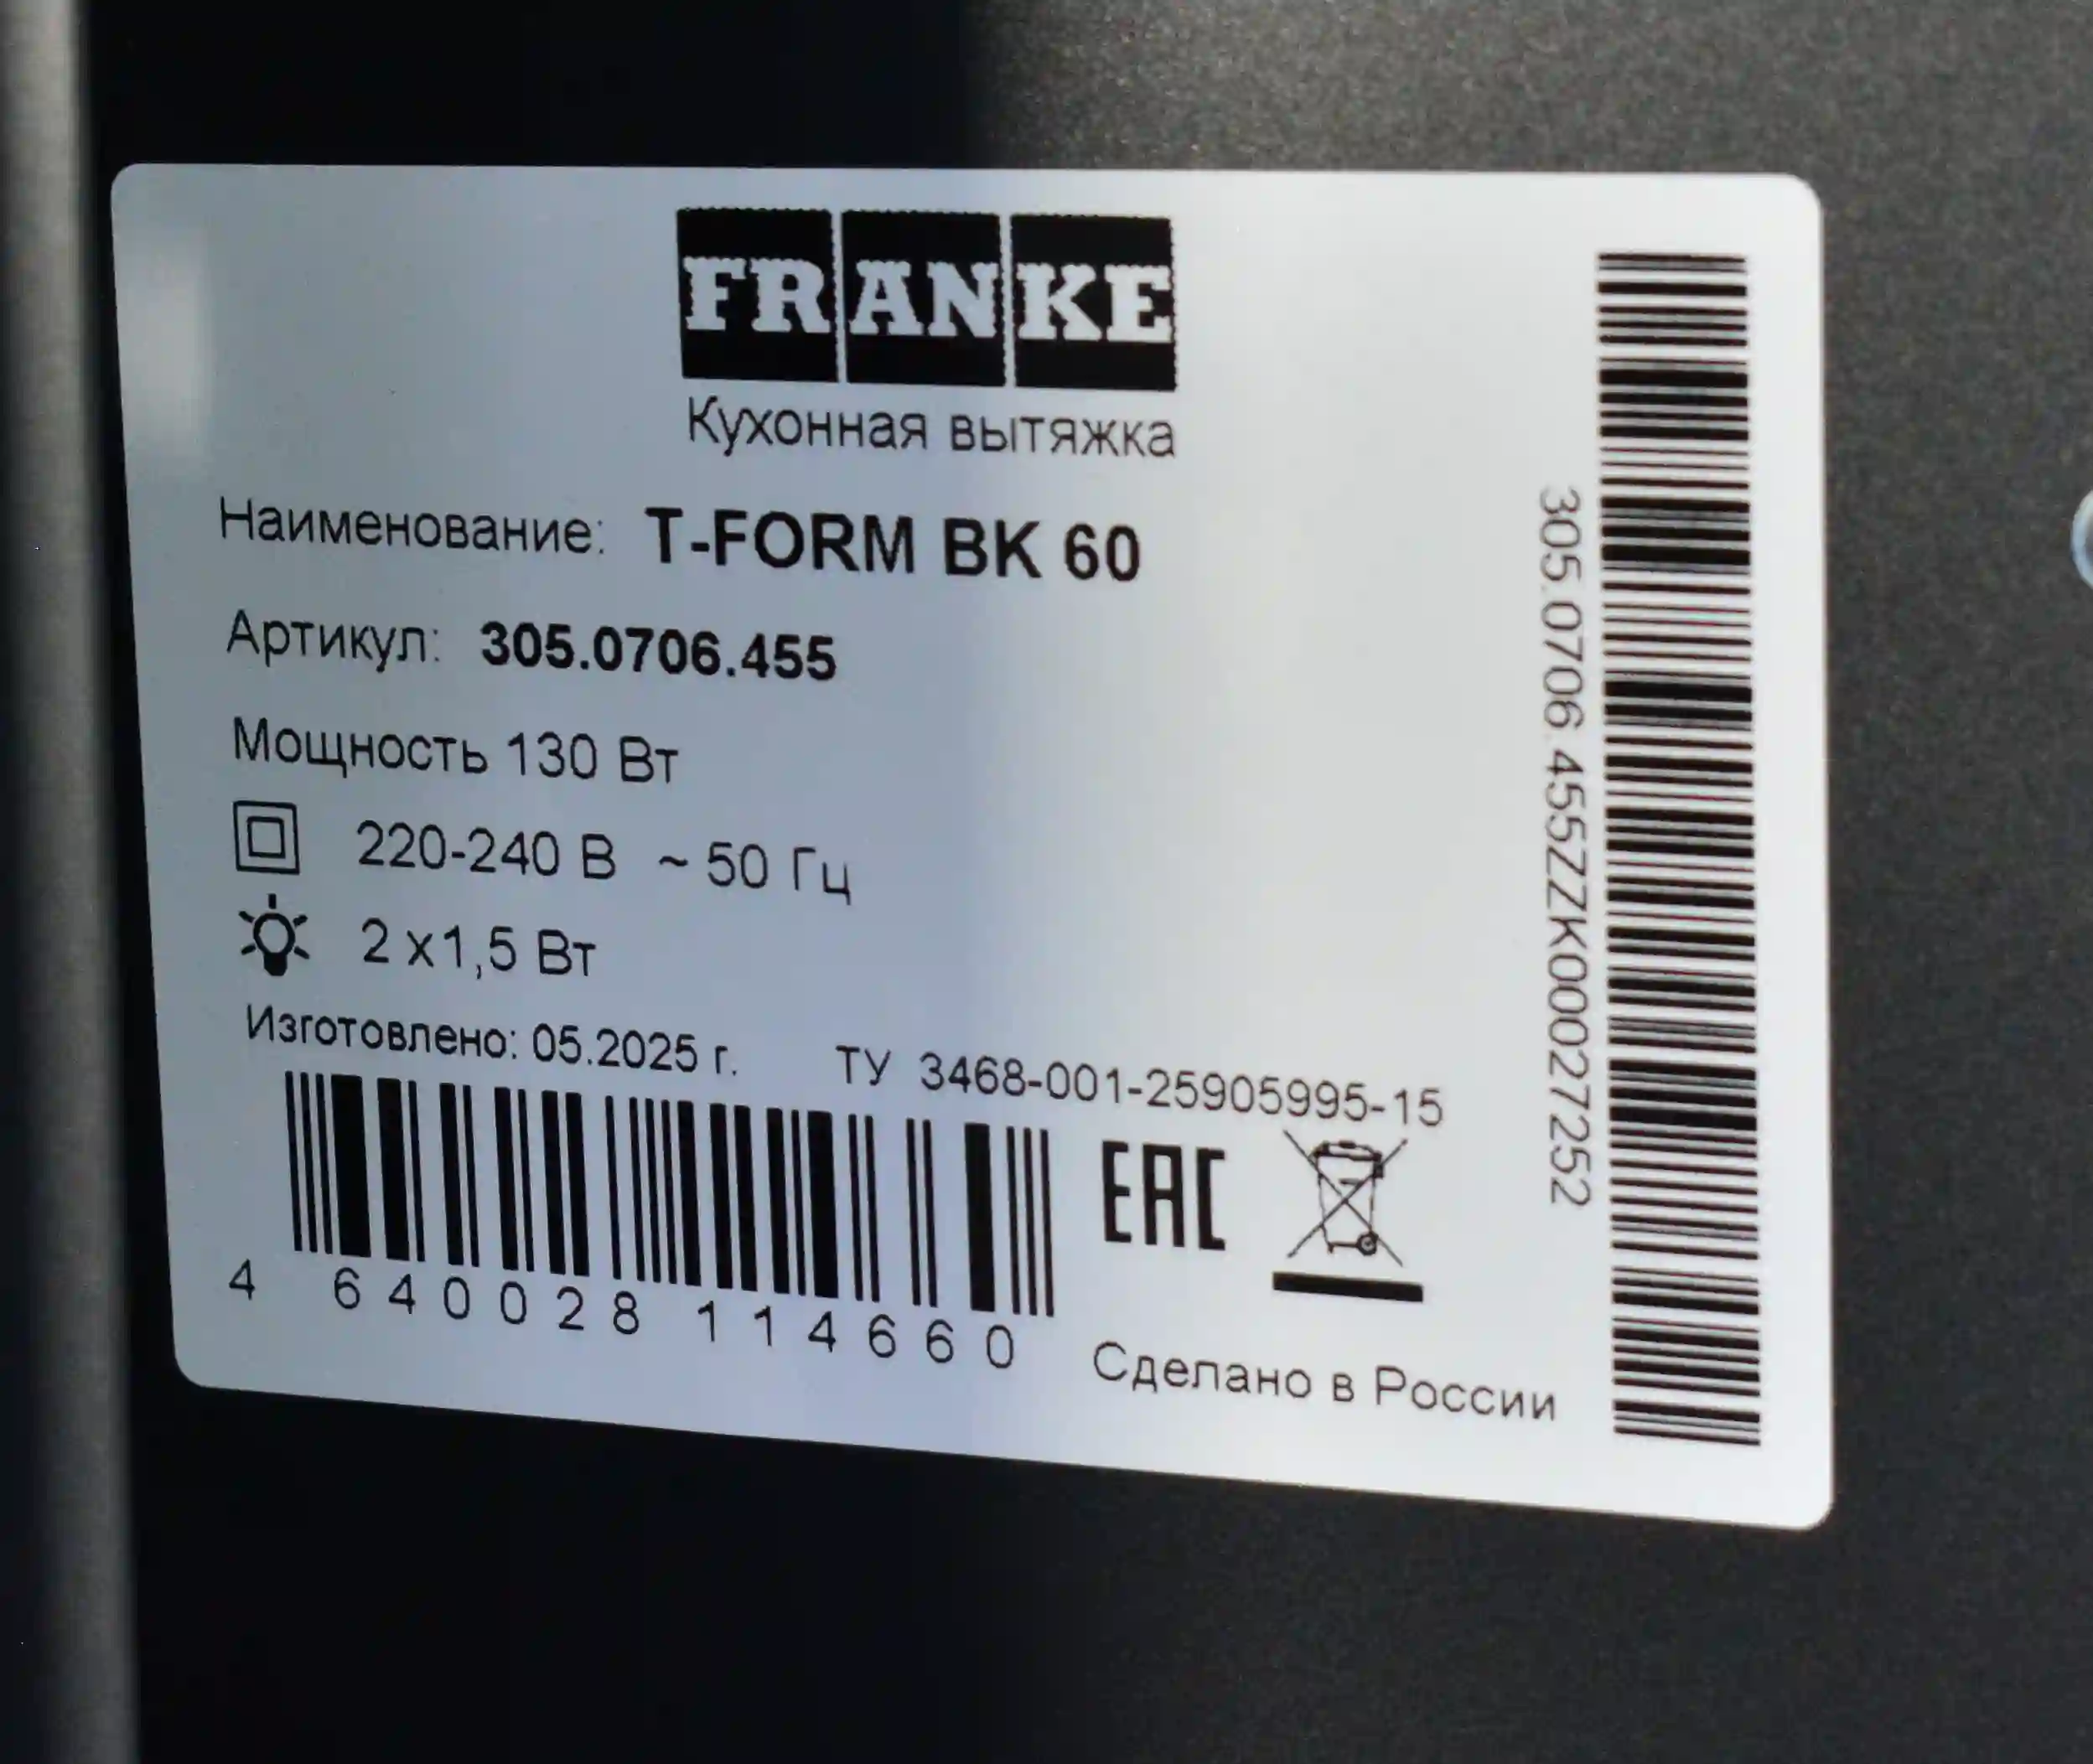 FRANKE
Кухонная вытяжка
Наименование: T-FORM BK 60
Артикул: 305.0706.455
Мощность 130 Вт
220-240 В ~ 50 Гц
2 x1,5 Вт
Изготовлено: 05.2025 г. ТУ 3468-001-25905995-15
4 640028 114660
EAC
Сделано в России
305.0706.455ZZK00027252